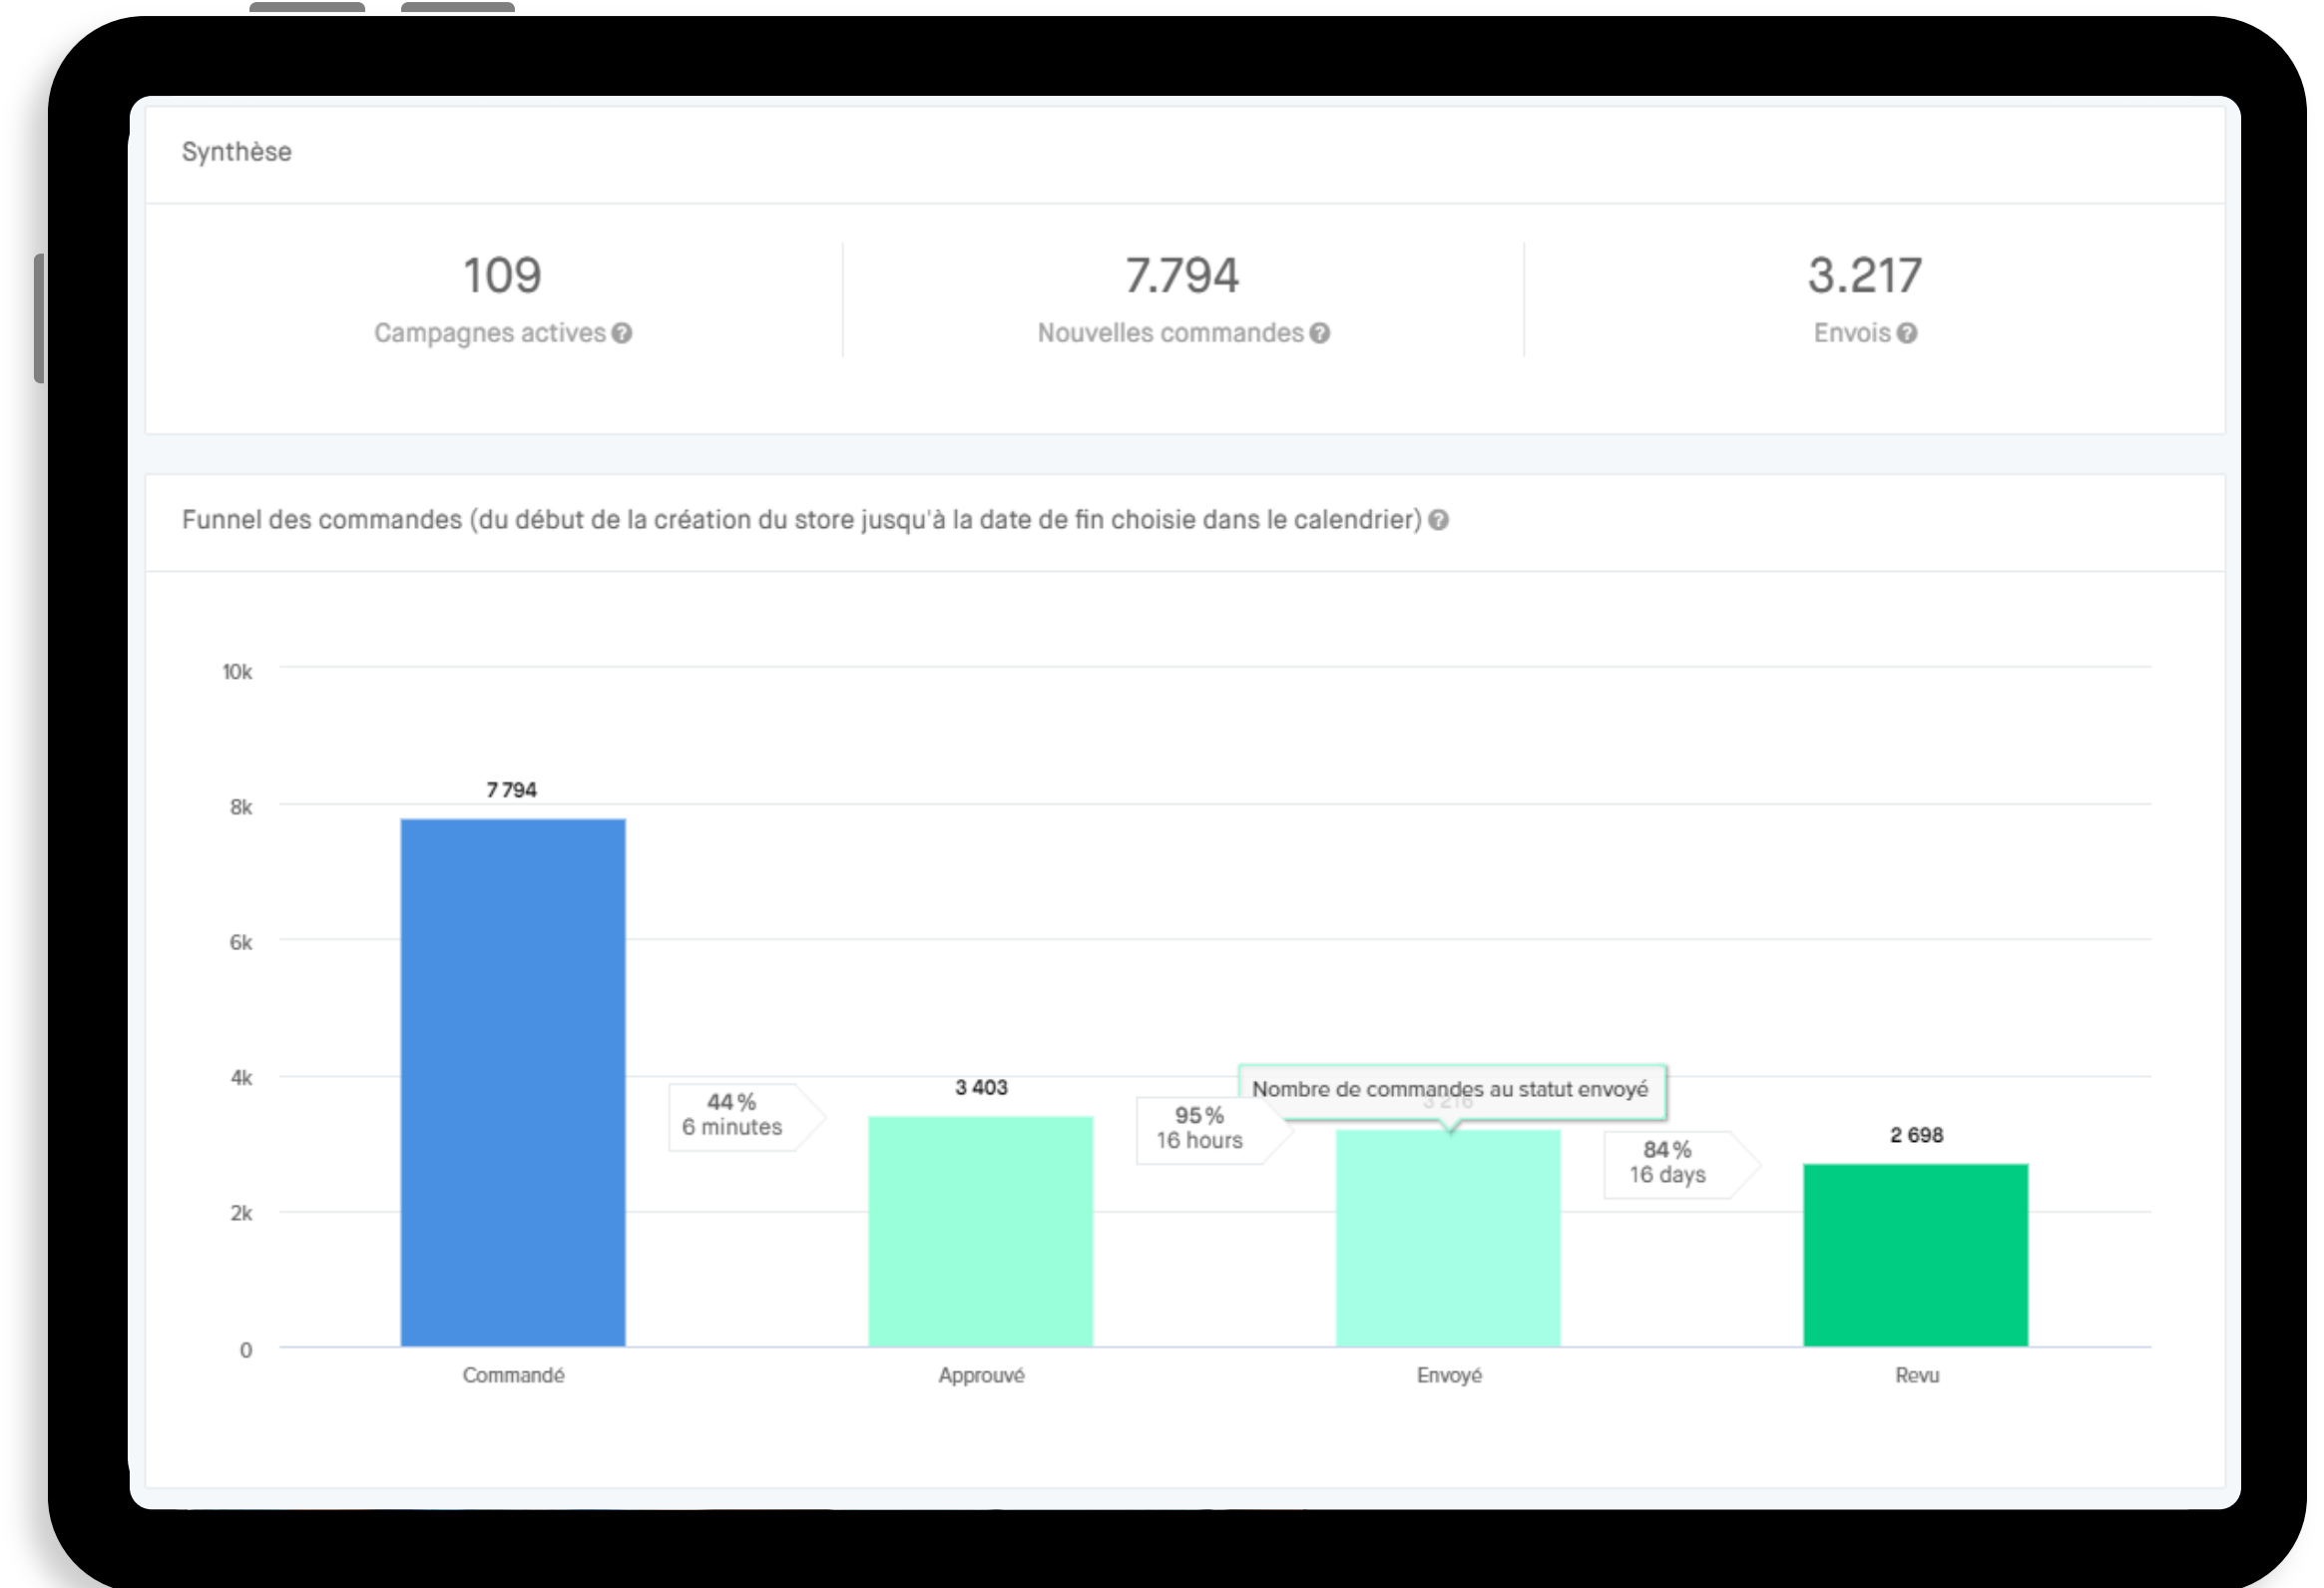 Synthèse
109
Campagnes actives
7.794
Nouvelles commandes
3.217
Envois
Funnel des commandes (du début de la création du store jusqu'à la date de fin choisie dans le calendrier)
10k
8k
6k
4k
2k
0
7 794
44 %
6 minutes
3 403
95 %
16 hours
Nombre de commandes au statut envoyé
3 216
84 %
16 days
2 698
Commandé
Approuvé
Envoyé
Revu